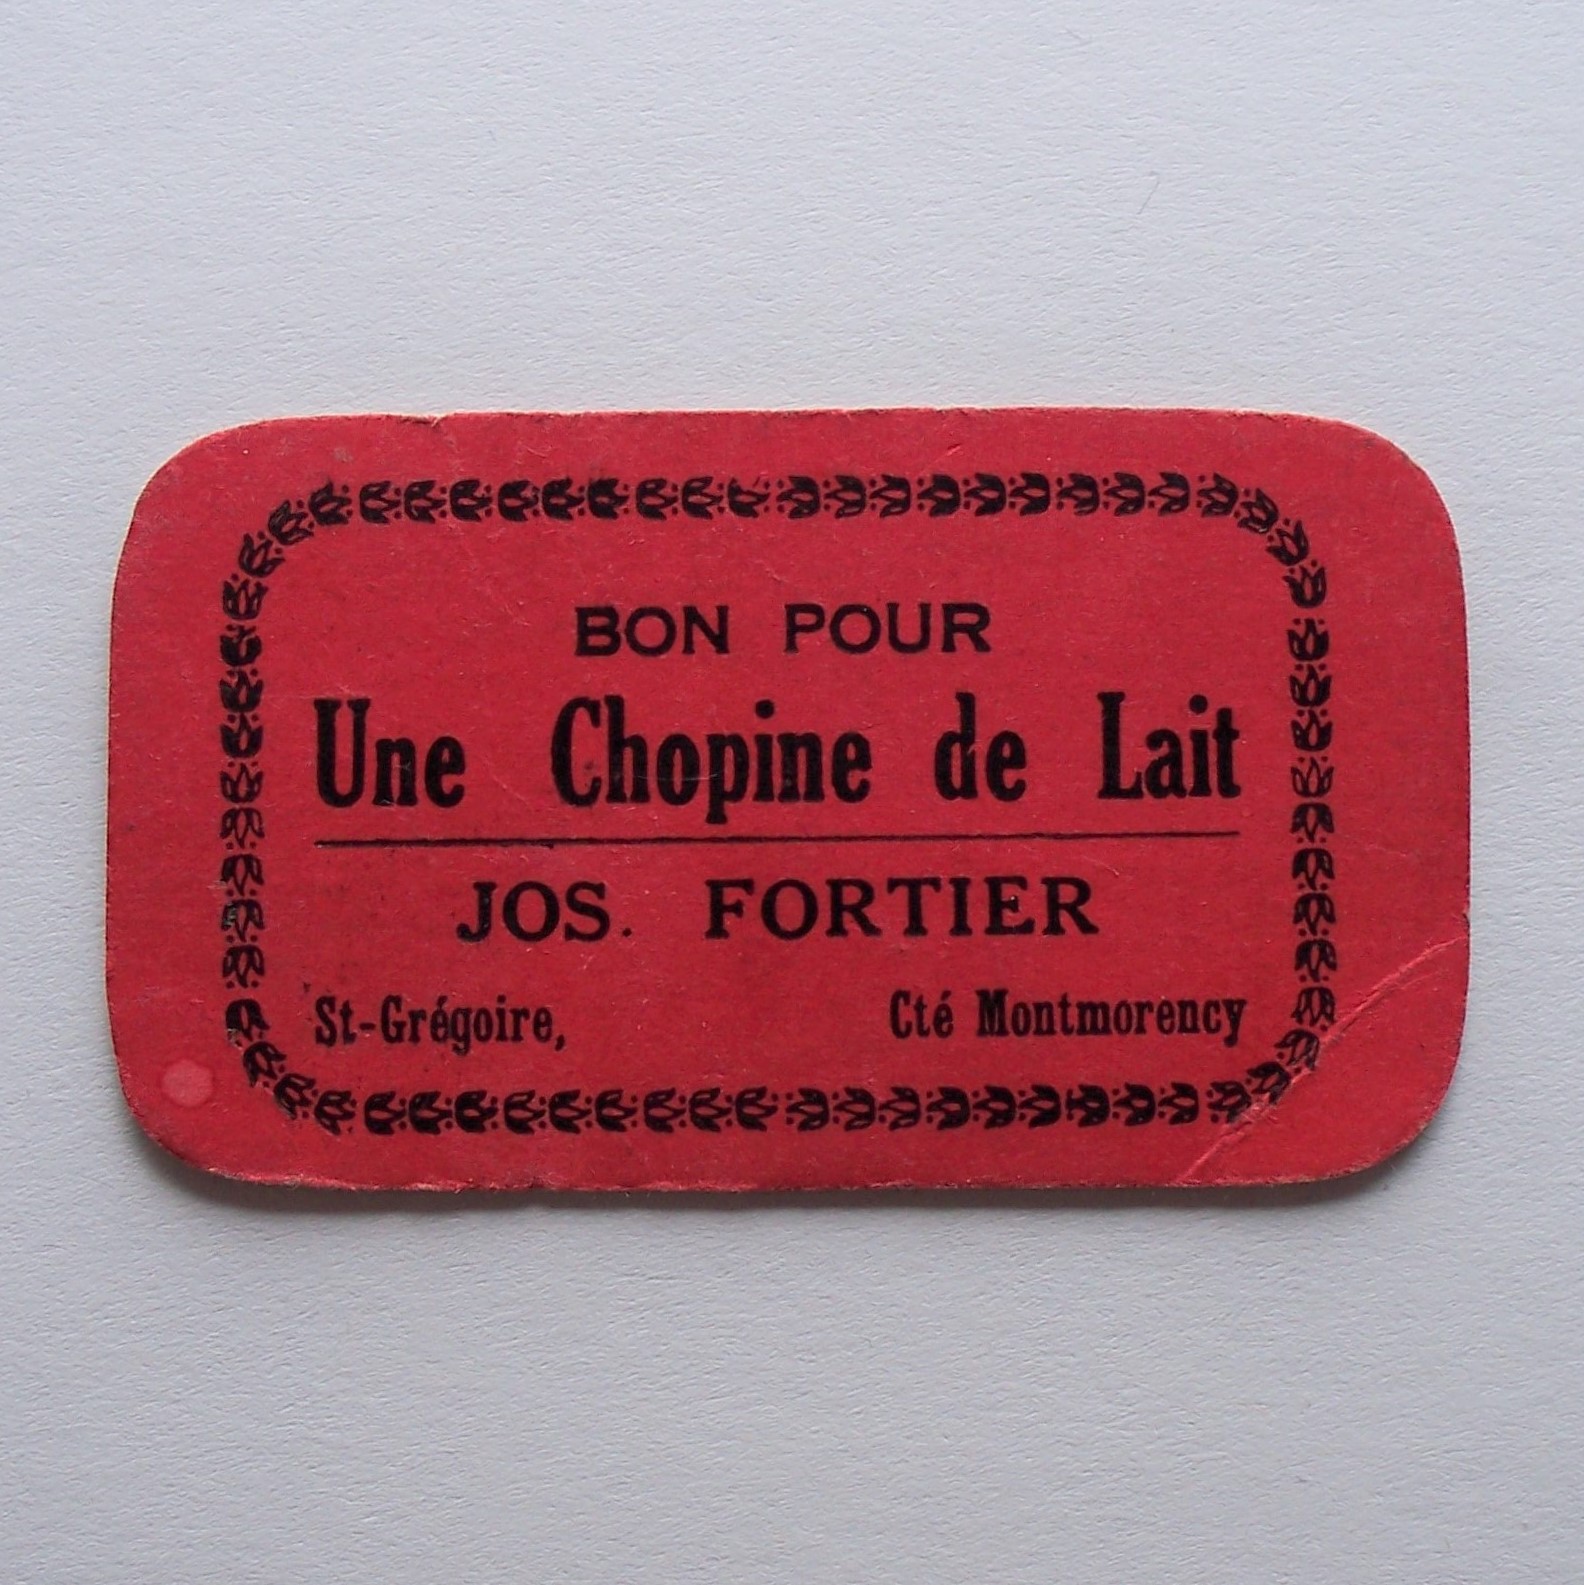 BON POUR
Une Chopine de Lait
JOS. FORTIER
St-Grégoire, Cté Montmorency